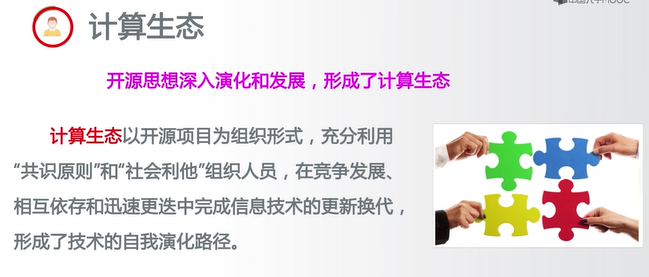 计算生态
开源思想深入演化和发展，形成了计算生态
计算生态以开源项目为组织形式，充分利用
“共识原则”和“社会利他”组织人员，在竞争发展、
相互依存和迅速更迭中完成信息技术的更新换代，
形成了技术的自我演化路径。